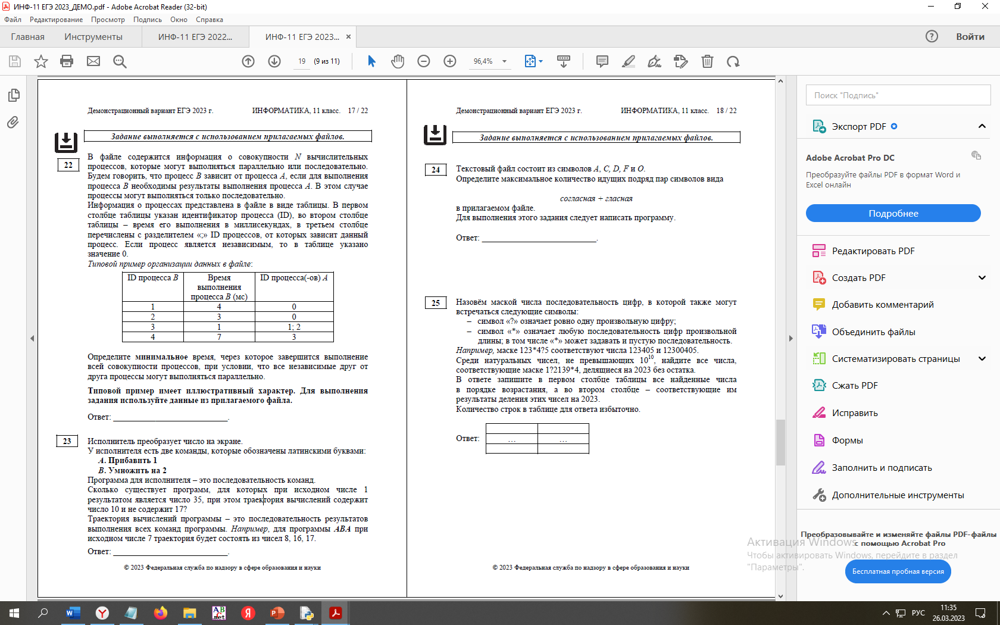 ИНФ-11 ЕГЭ 2023_ДЕМО.pdf - Adobe Acrobat Reader (32-bit)
Файл Редактирование Просмотр Подпись Окно Справка
Главная Инструменты ИНФ-11 ЕГЭ 2022... ИНФ-11 ЕГЭ 2023... Войти
19 (9 из 11) 96,4%
Демонстрационный вариант ЕГЭ 2023 г. ИНФОРМАТИКА, 11 класс. 17 / 22
Задание выполняется с использованием прилагаемых файлов.
22
В файле содержится информация о совокупности N вычислительных
процессов, которые могут выполняться параллельно или последовательно.
Будем говорить, что процесс B зависит от процесса A, если для выполнения
процесса B необходимы результаты выполнения процесса A. В этом случае
процессы могут выполняться только последовательно.
Информация о процессах представлена в файле в виде таблицы. В первом
столбце таблицы указан идентификатор процесса (ID), во втором столбце
таблицы – время его выполнения в миллисекундах, в третьем столбце
перечислены с разделителем «;» ID процессов, от которых зависит данный
процесс. Если процесс является независимым, то в таблице указано
значение 0.
Типовой пример организации данных в файле:
ID процесса B Время выполнения процесса B (мс) ID процесса(-ов) A
1 4 0
2 3 0
3 1 1; 2
4 7 3
Определите минимальное время, через которое завершится выполнение
всей совокупности процессов, при условии, что все независимые друг от
друга процессы могут выполняться параллельно.
Типовой пример имеет иллюстративный характер. Для выполнения
задания используйте данные из прилагаемого файла.
Ответ: ___________________________.
23
Исполнитель преобразует число на экране.
У исполнителя есть две команды, которые обозначены латинскими буквами:
A. Прибавить 1
B. Умножить на 2
Программа для исполнителя – это последовательность команд.
Сколько существует программ, для которых при исходном числе 1
результатом является число 35, при этом траектория вычислений содержит
число 10 и не содержит 17?
Траектория вычислений программы – это последовательность результатов
выполнения всех команд программы. Например, для программы ABA при
исходном числе 7 траектория будет состоять из чисел 8, 16, 17.
Ответ: ___________________________.
© 2023 Федеральная служба по надзору в сфере образования и науки
Демонстрационный вариант ЕГЭ 2023 г. ИНФОРМАТИКА, 11 класс. 18 / 22
Задание выполняется с использованием прилагаемых файлов.
24
Текстовый файл состоит из символов A, C, D, F и O.
Определите максимальное количество идущих подряд пар символов вида
согласная + гласная
в прилагаемом файле.
Для выполнения этого задания следует написать программу.
Ответ: ___________________________.
25
Назовём маской числа последовательность цифр, в которой также могут
встречаться следующие символы:
– символ «?» означает ровно одну произвольную цифру;
– символ «*» означает любую последовательность цифр произвольной
длины; в том числе «*» может задавать и пустую последовательность.
Например, маске 123*4?5 соответствуют числа 123405 и 12300405.
Среди натуральных чисел, не превышающих 10¹⁰, найдите все числа,
соответствующие маске 1?2139*4, делящиеся на 2023 без остатка.
В ответе запишите в первом столбце таблицы все найденные числа
в порядке возрастания, а во втором столбце – соответствующие им
результаты деления этих чисел на 2023.
Количество строк в таблице для ответа избыточно.
Ответ:
... ...
© 2023 Федеральная служба по надзору в сфере образования и науки
Поиск "Подпись"
Экспорт PDF
Adobe Acrobat Pro DC
Преобразуйте файлы PDF в формат Word и
Excel онлайн
Подробнее
Редактировать PDF
Создать PDF
Добавить комментарий
Объединить файлы
Систематизировать страницы
Сжать PDF
Исправить
Формы
Заполнить и подписать
Дополнительные инструменты
Преобразовывайте и изменяйте файлы PDF-файлы
с помощью Acrobat Pro
Активация Windows
Чтобы активировать Windows, перейдите в раздел
"Параметры".
Бесплатная пробная версия
РУС
11:35
26.03.2023